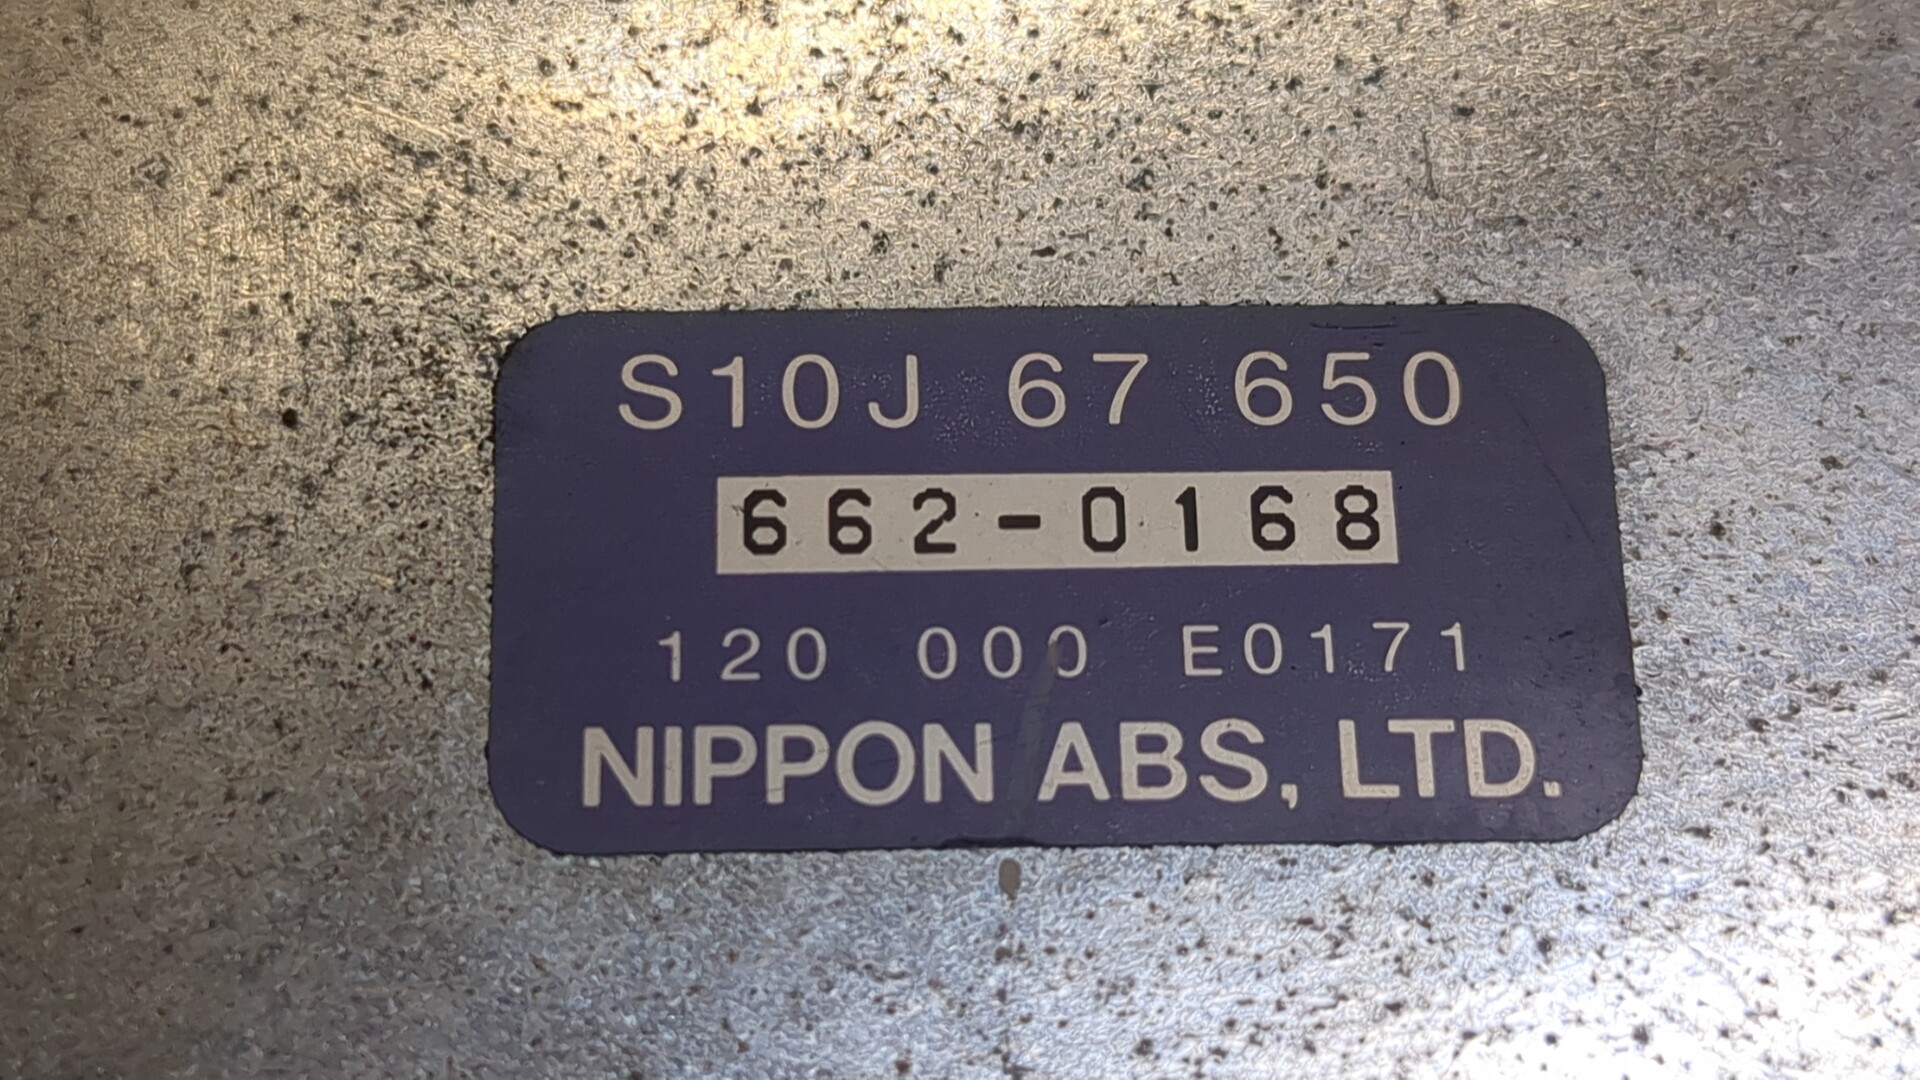 S10J 67 650
662-0168
120 000 E0171
NIPPON ABS, LTD.